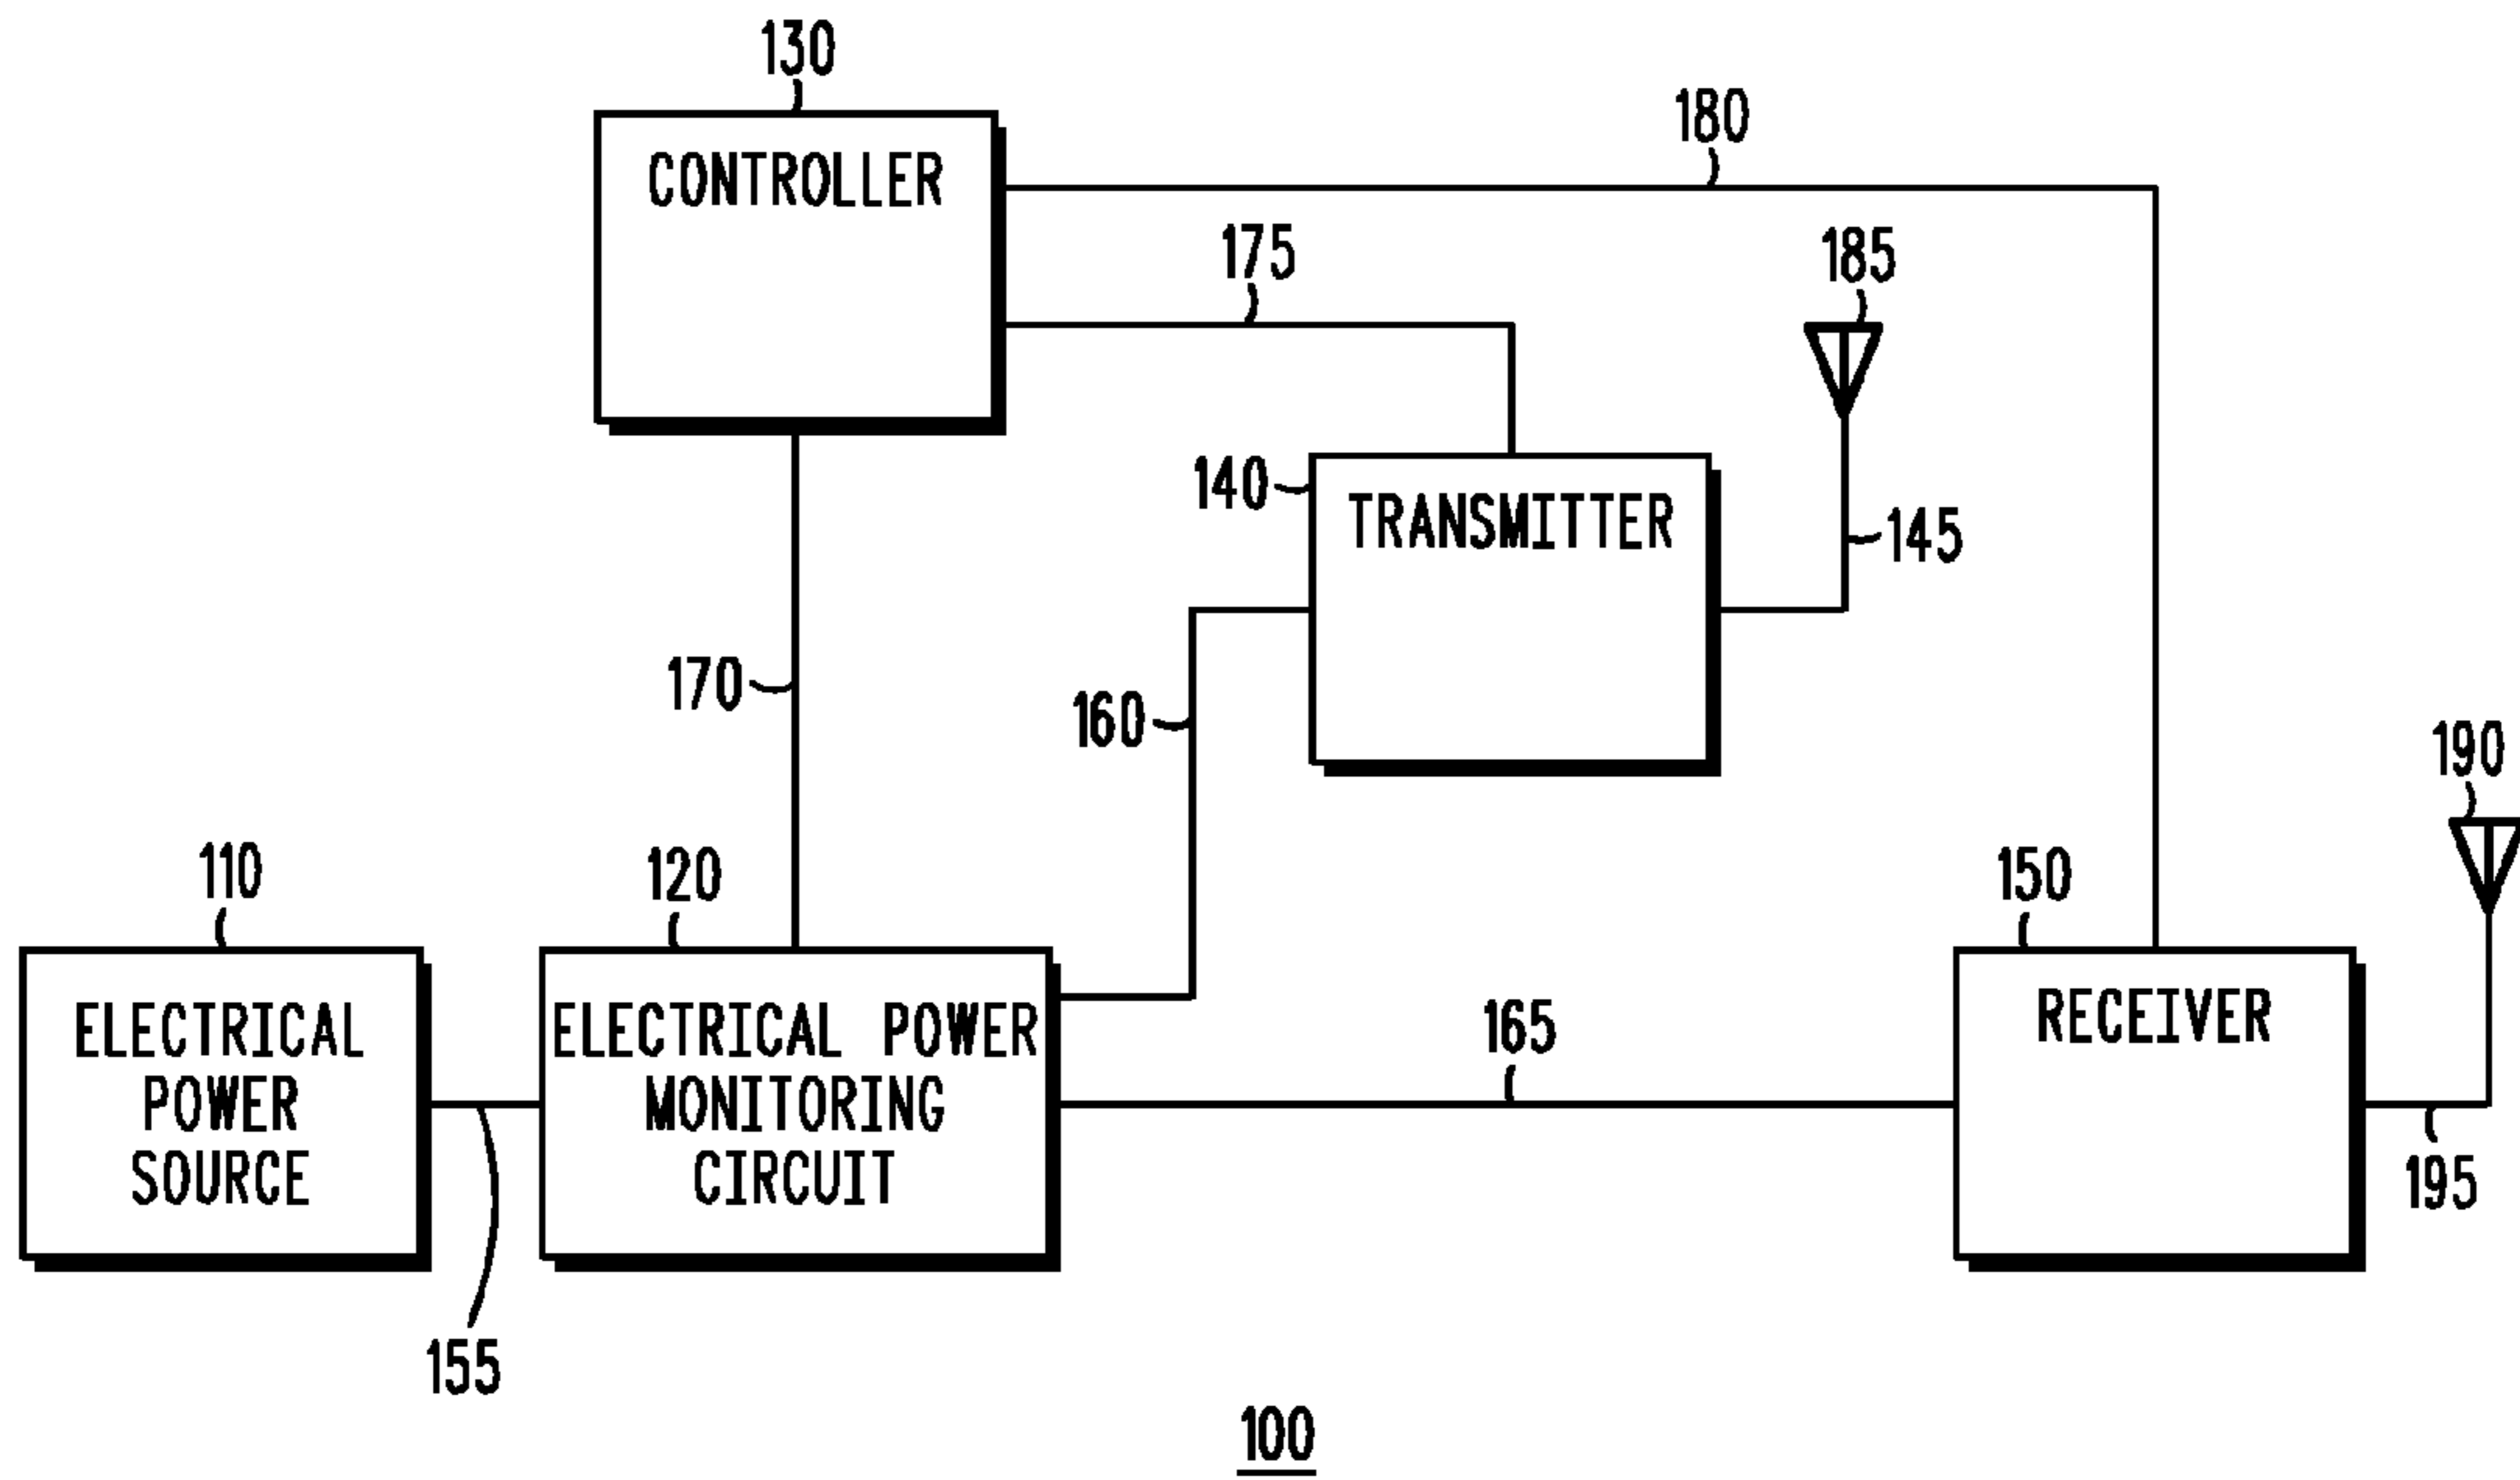 130
CONTROLLER
180
175
185
140
TRANSMITTER
145
170
160
190
110
120
150
ELECTRICAL
POWER
SOURCE
ELECTRICAL POWER
MONITORING
CIRCUIT
165
RECEIVER
195
155
100